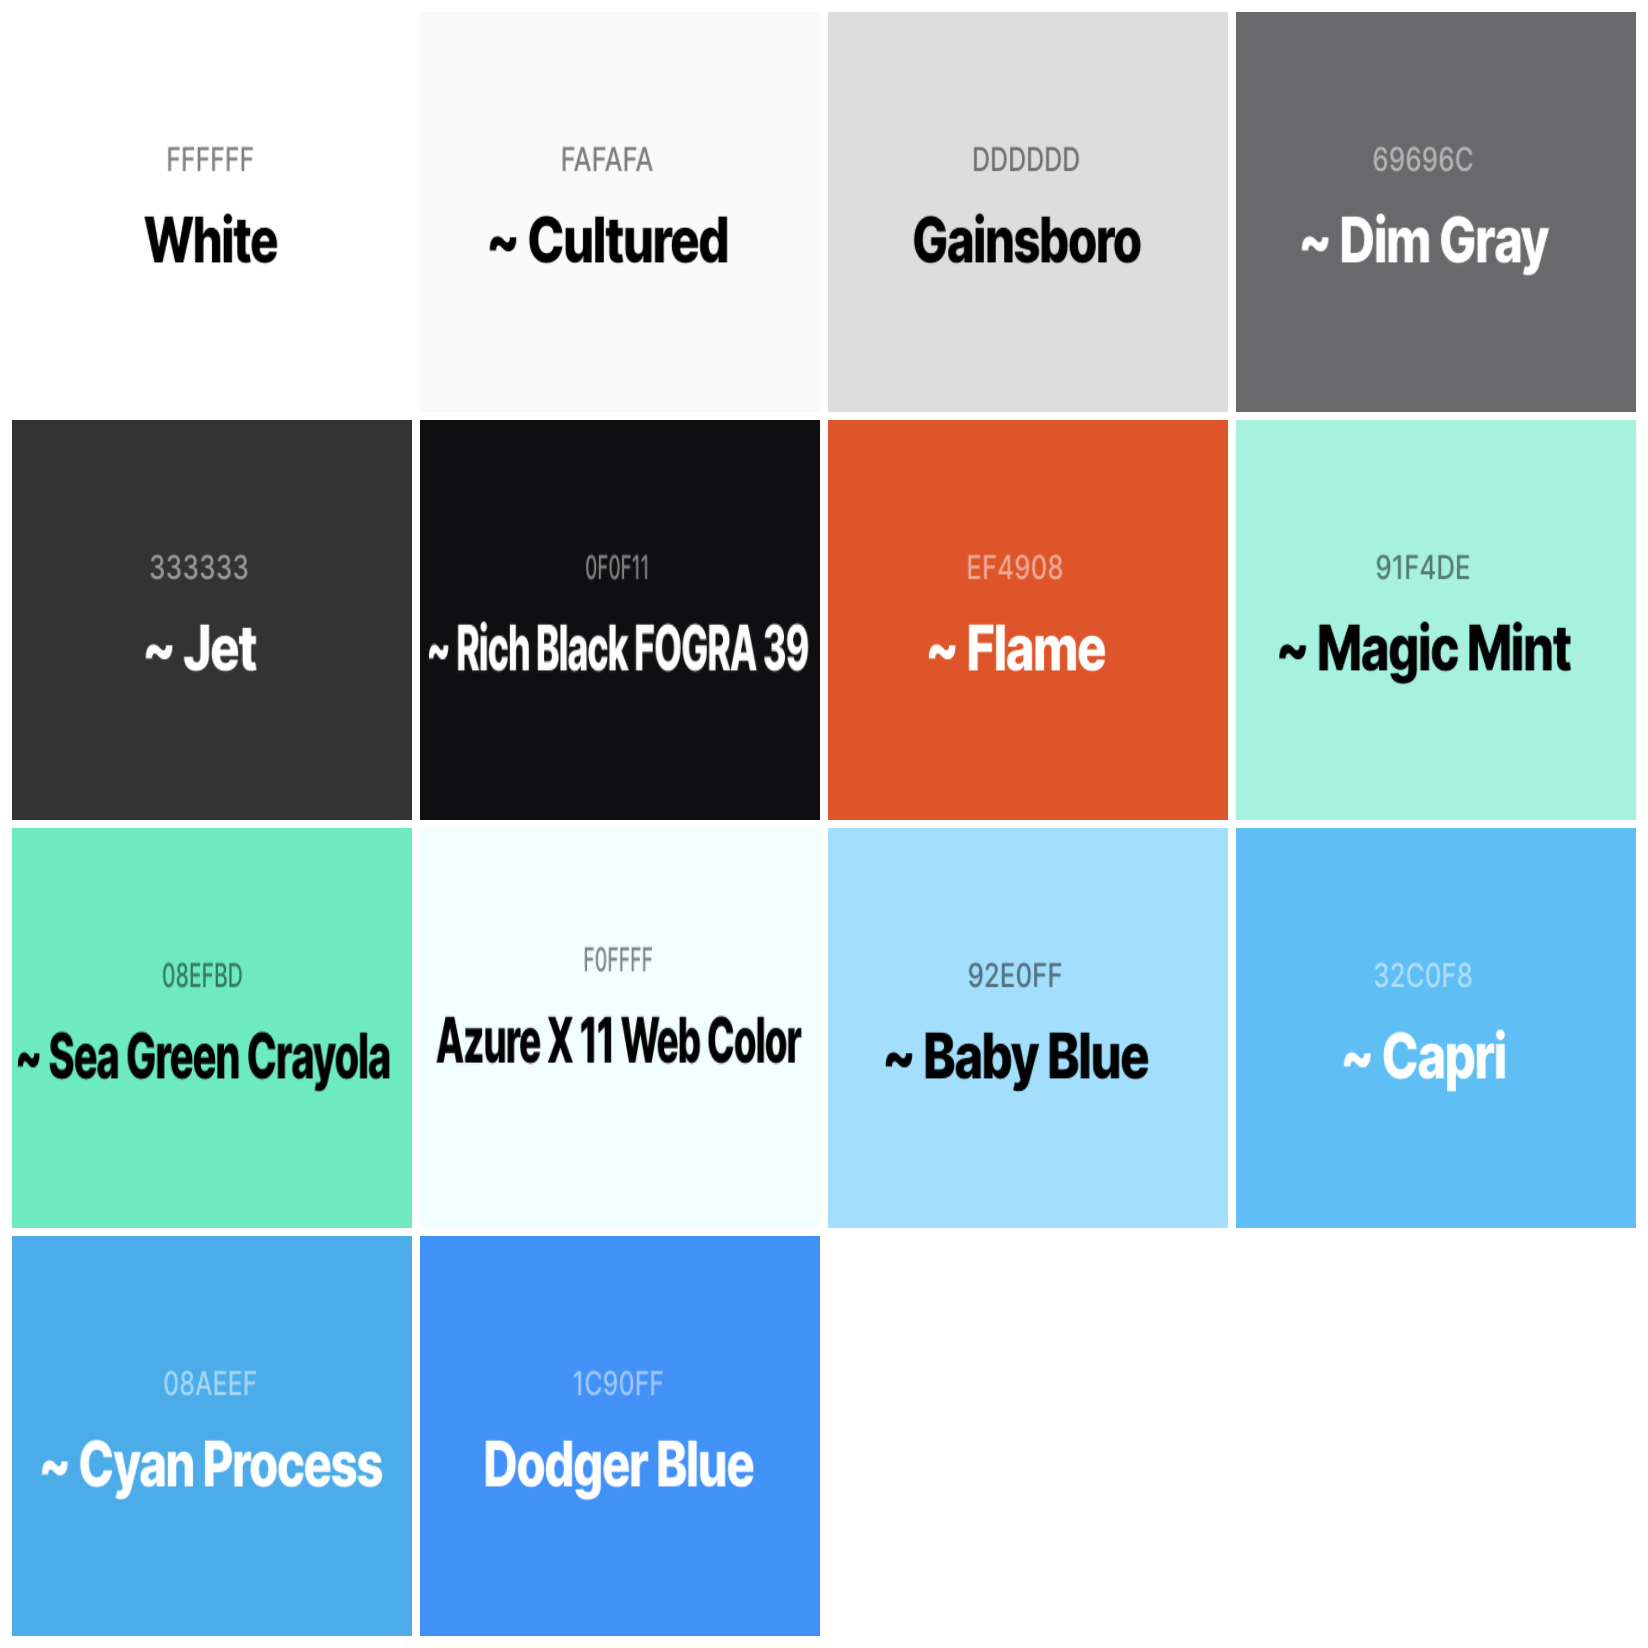 FFFFFF
White
FAFAFA
~ Cultured
DDDDDD
Gainsboro
69696C
~ Dim Gray
333333
~ Jet
0F0F11
~ Rich Black FOGRA 39
EF4908
~ Flame
91F4DE
~ Magic Mint
08EFBD
~ Sea Green Crayola
F0FFFF
Azure X 11 Web Color
92E0FF
~ Baby Blue
32C0F8
~ Capri
08AEEF
~ Cyan Process
1C90FF
Dodger Blue